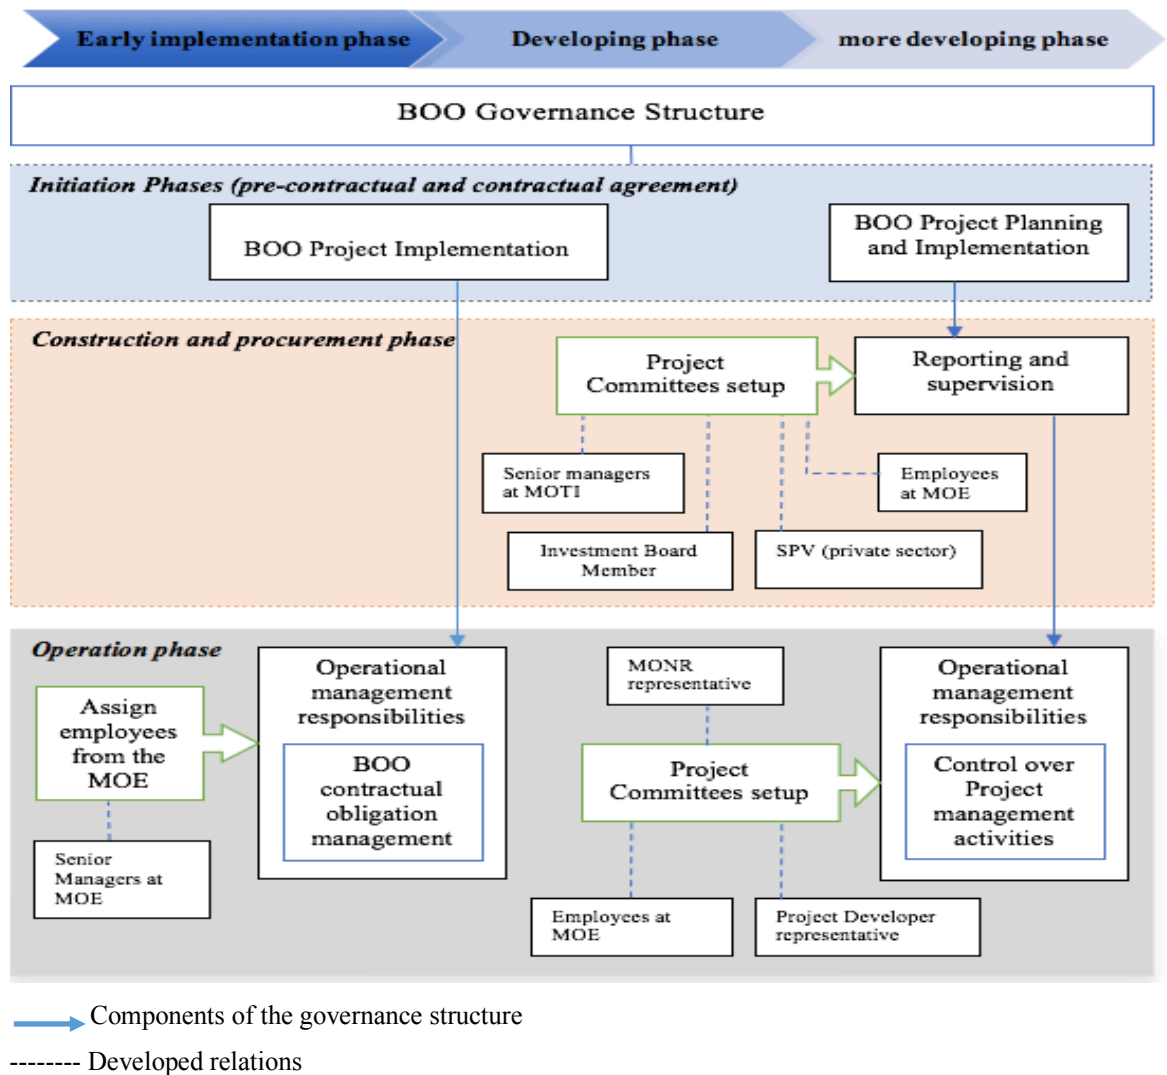 Early implementation phase
Developing phase
more developing phase
BOO Governance Structure
Initiation Phases (pre-contractual and contractual agreement)
BOO Project Implementation
BOO Project Planning
and Implementation
Construction and procurement phase
Project
Committees setup
Reporting and
supervision
Senior managers
at MOTI
Employees
at MOE
Investment Board
Member
SPV (private sector)
Operation phase
Assign
employees
from the
MOE
Operational
management
responsibilities
BOO
contractual
obligation
management
Senior
Managers at
MOE
MONR
representative
Project
Committees setup
Employees at
MOE
Project Developer
representative
Operational
management
responsibilities
Control over
Project
management
activities
Components of the governance structure
-------- Developed relations